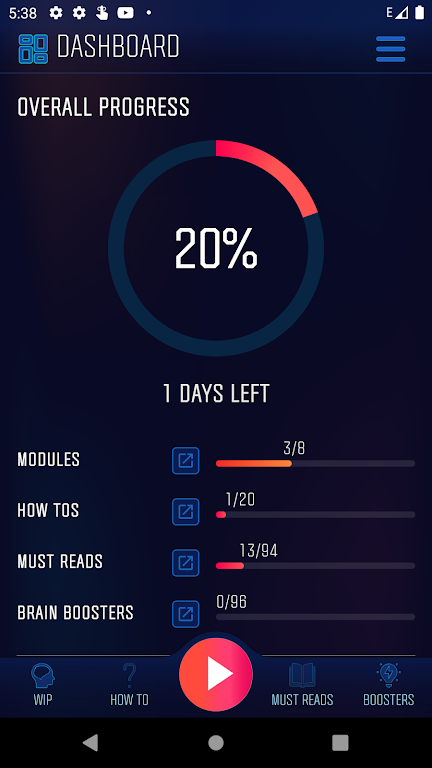 5:38
E
DASHBOARD
OVERALL PROGRESS
20%
1 DAYS LEFT
MODULES
3/8
HOW TOS
1/20
MUST READS
13/94
BRAIN BOOSTERS
0/96
WIP
HOW TO
MUST READS
BOOSTERS